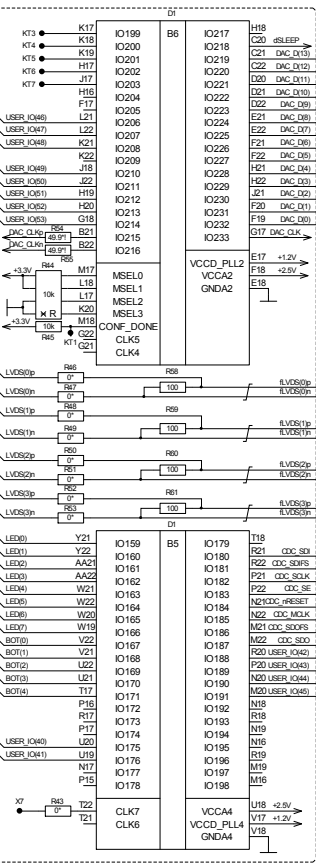 D1
KT3 K17 IO199 B6 IO217 H18
KT4 K18 IO200 IO218 C20 dSLEEP
KT5 K19 IO201 IO219 C21 DAC_D(13)
KT6 H17 IO202 IO220 C22 DAC_D(12)
KT7 J17 IO203 IO221 D20 DAC_D(11)
H16 IO204 IO222 D21 DAC_D(10)
F17 IO205 IO223 D22 DAC_D(9)
USER_IO(46) L21 IO206 IO224 E21 DAC_D(8)
USER_IO(47) L22 IO207 IO225 E22 DAC_D(7)
USER_IO(48) K21 IO208 IO226 F21 DAC_D(6)
K22 IO209 IO227 F22 DAC_D(5)
USER_IO(49) J18 IO210 IO228 H21 DAC_D(4)
USER_IO(50) J22 IO211 IO229 H22 DAC_D(3)
USER_IO(51) H19 IO212 IO230 J21 DAC_D(2)
USER_IO(52) H20 IO213 IO231 F20 DAC_D(1)
USER_IO(53) G18 IO214 IO232 F19 DAC_D(0)
DAC_CLKp R54 49.9*! B21 IO215 IO233 G17 DAC_CLK
DAC_CLKn R55 49.9*! B22 IO216
VCCD_PLL2 E17 +1.2V
+3.3V R44 10k M17 MSEL0 VCCA2 F18 +2.5V
L18 MSEL1 GNDA2 E18
L17 MSEL2
R K20 MSEL3
+3.3V 10k R45 M18 CONF_DONE
KT1 G22 CLK5
G21 CLK4
LVDS(0)p R46 0* R58 fLVDS(0)p
LVDS(0)n R47 0* 100 fLVDS(0)n
LVDS(1)p R48 0* R59 fLVDS(1)p
LVDS(1)n R49 0* 100 fLVDS(1)n
LVDS(2)p R50 0* R60 fLVDS(2)p
LVDS(2)n R51 0* 100 fLVDS(2)n
LVDS(3)p R52 0* R61 fLVDS(3)p
LVDS(3)n R53 0* 100 fLVDS(3)n
D1
LED(0) Y21 IO159 B5 IO179 T18
LED(1) Y22 IO160 IO180 R21 CDC_SDI
LED(2) AA21 IO161 IO181 R22 CDC_SDIFS
LED(3) AA22 IO162 IO182 P21 CDC_SCLK
LED(4) W21 IO163 IO183 P22 CDC_SE
LED(5) W22 IO164 IO184 N21 CDC_nRESET
LED(6) W20 IO165 IO185 N22 CDC_MCLK
LED(7) W19 IO166 IO186 M21 CDC_SDOFS
BOT(0) V22 IO167 IO187 M22 CDC_SDO
BOT(1) V21 IO168 IO188 R20 USER_IO(42)
BOT(2) U22 IO169 IO189 P20 USER_IO(43)
BOT(3) U21 IO170 IO190 N20 USER_IO(44)
BOT(4) T17 IO171 IO191 M20 USER_IO(45)
P16 IO172 IO192 N18
R17 IO173 IO193 R18
P17 IO174 IO194 N19
USER_IO(40) U20 IO175 IO195 N16
USER_IO(41) U19 IO176 IO196 R19
N17 IO177 IO197 M19
P15 IO178 IO198 M16
X7 R43 0* T22 CLK7 VCCA4 U18 +2.5V
T21 CLK6 VCCD_PLL4 V17 +1.2V
GNDA4 V18